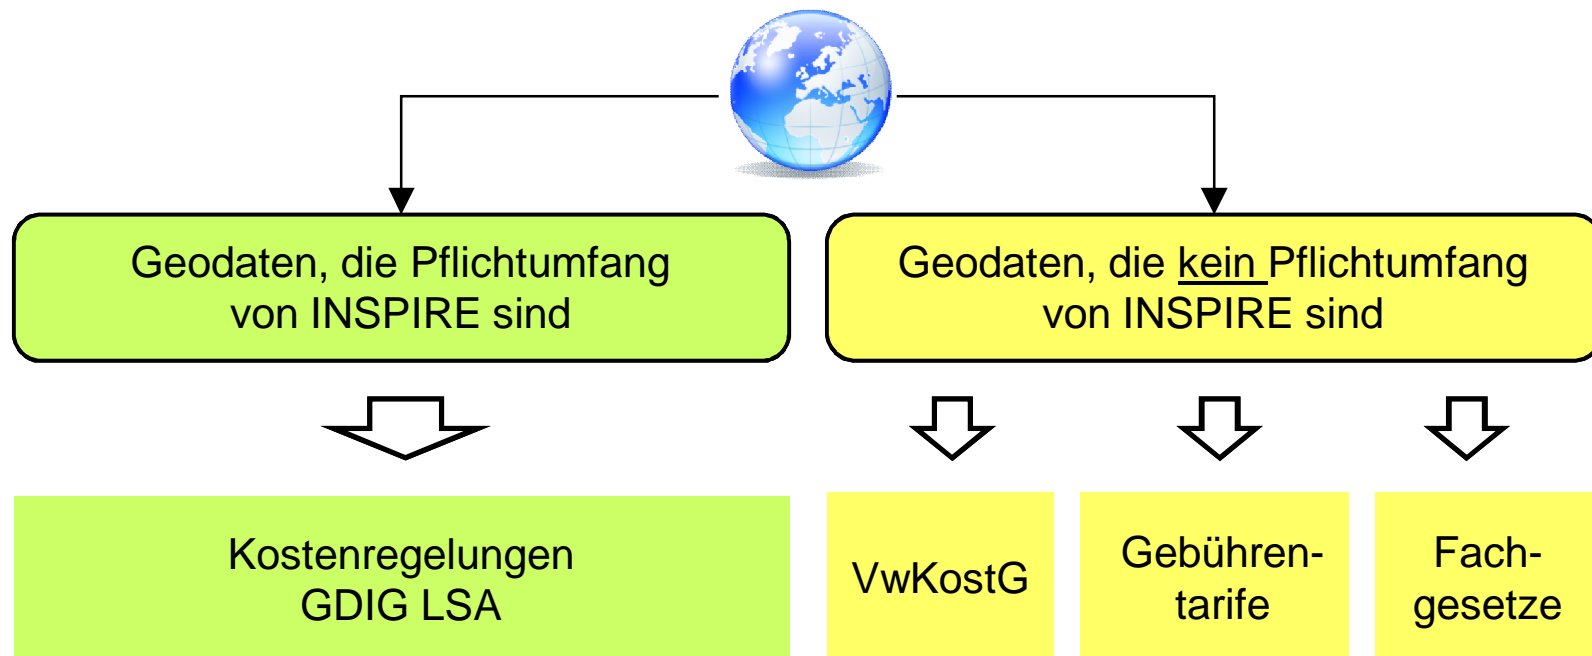 Geodaten, die Pflichtumfang
von INSPIRE sind
Geodaten, die kein Pflichtumfang
von INSPIRE sind
Kostenregelungen
GDIG LSA
VwKostG
Gebühren-
tarife
Fach-
gesetze